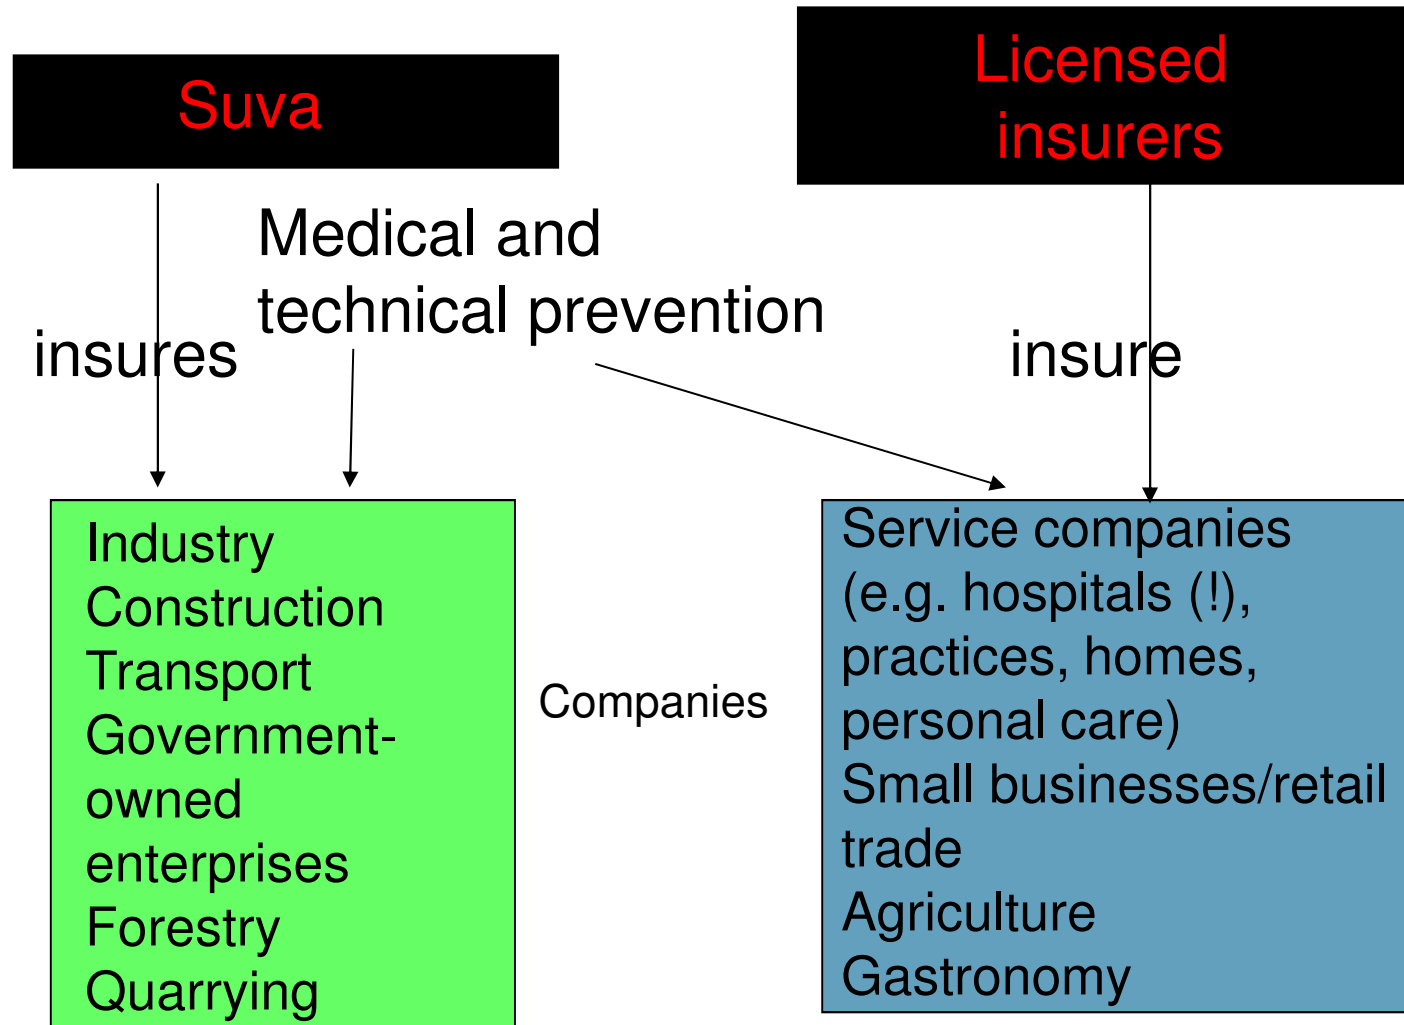 Suva
Licensed
insurers
Medical and
technical prevention
insures
insure
Industry
Construction
Transport
Government-
owned
enterprises
Forestry
Quarrying
Companies
Service companies
(e.g. hospitals (!),
practices, homes,
personal care)
Small businesses/retail
trade
Agriculture
Gastronomy